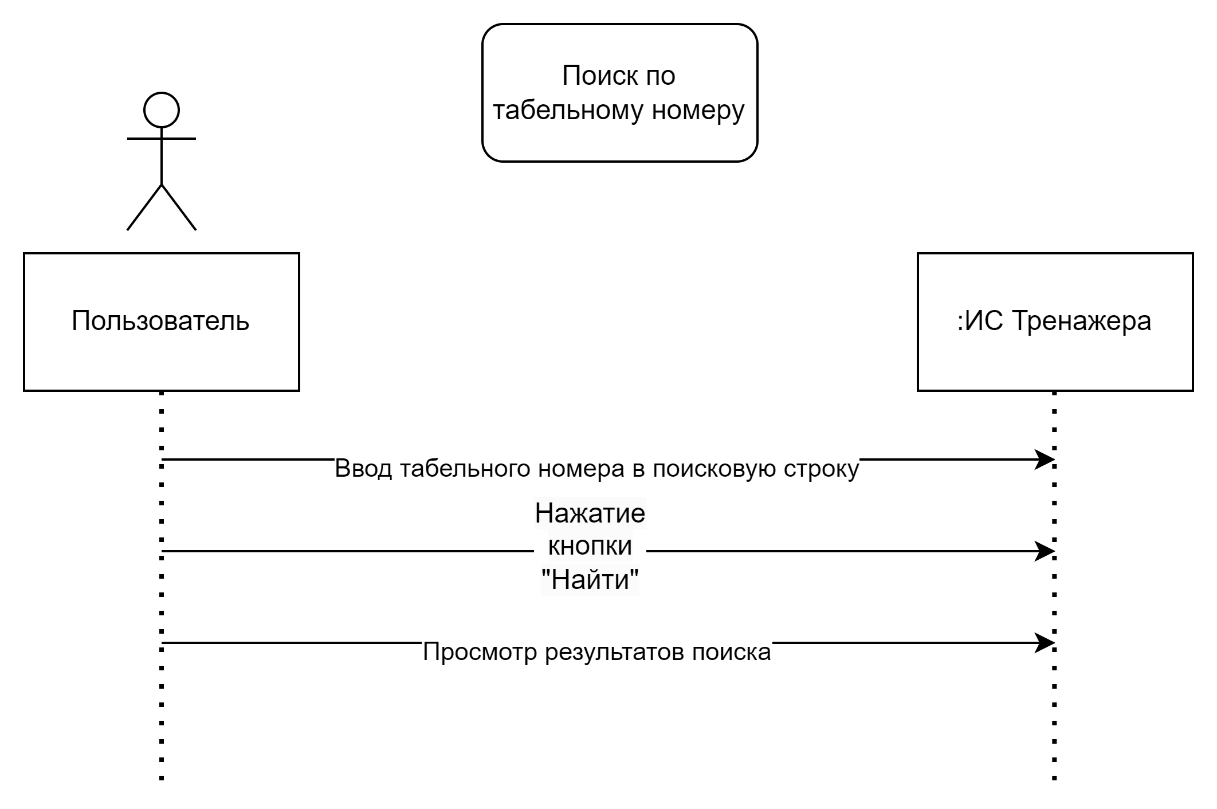 Поиск по
табельному номеру
Пользователь
:ИС Тренажера
Ввод табельного номера в поисковую строку
Нажатие
кнопки
"Найти"
Просмотр результатов поиска